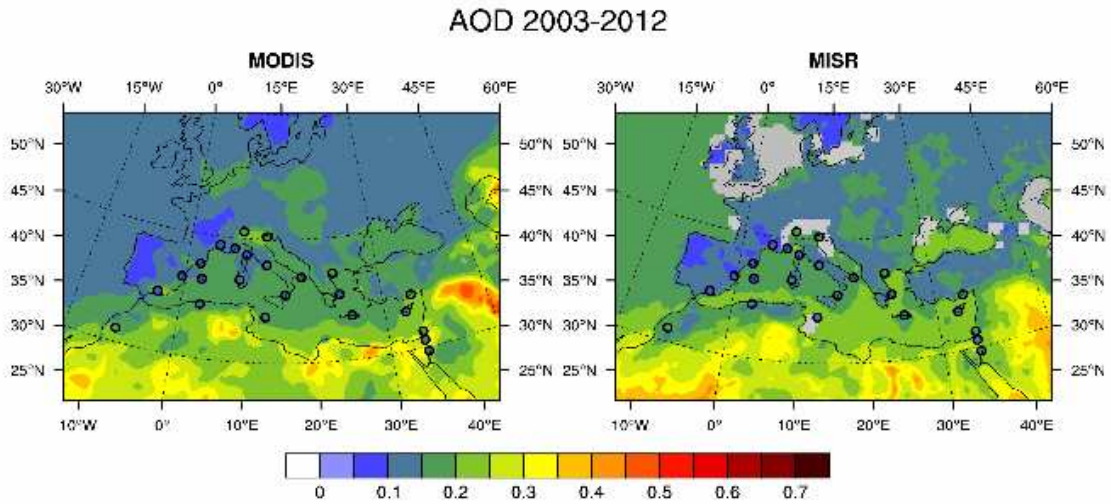 AOD 2003-2012
MODIS MISR
30°W 15°W 0° 15°E 30°E 45°E 60°E 30°W 15°W 0° 15°E 30°E 45°E 60°E
50°N 50°N 50°N 50°N
45°N 45°N 45°N 45°N
40°N 40°N 40°N 40°N
35°N 35°N 35°N 35°N
30°N 30°N 30°N 30°N
25°N 25°N 25°N 25°N
10°W 0° 10°E 20°E 30°E 40°E 10°W 0° 10°E 20°E 30°E 40°E
0 0.1 0.2 0.3 0.4 0.5 0.6 0.7